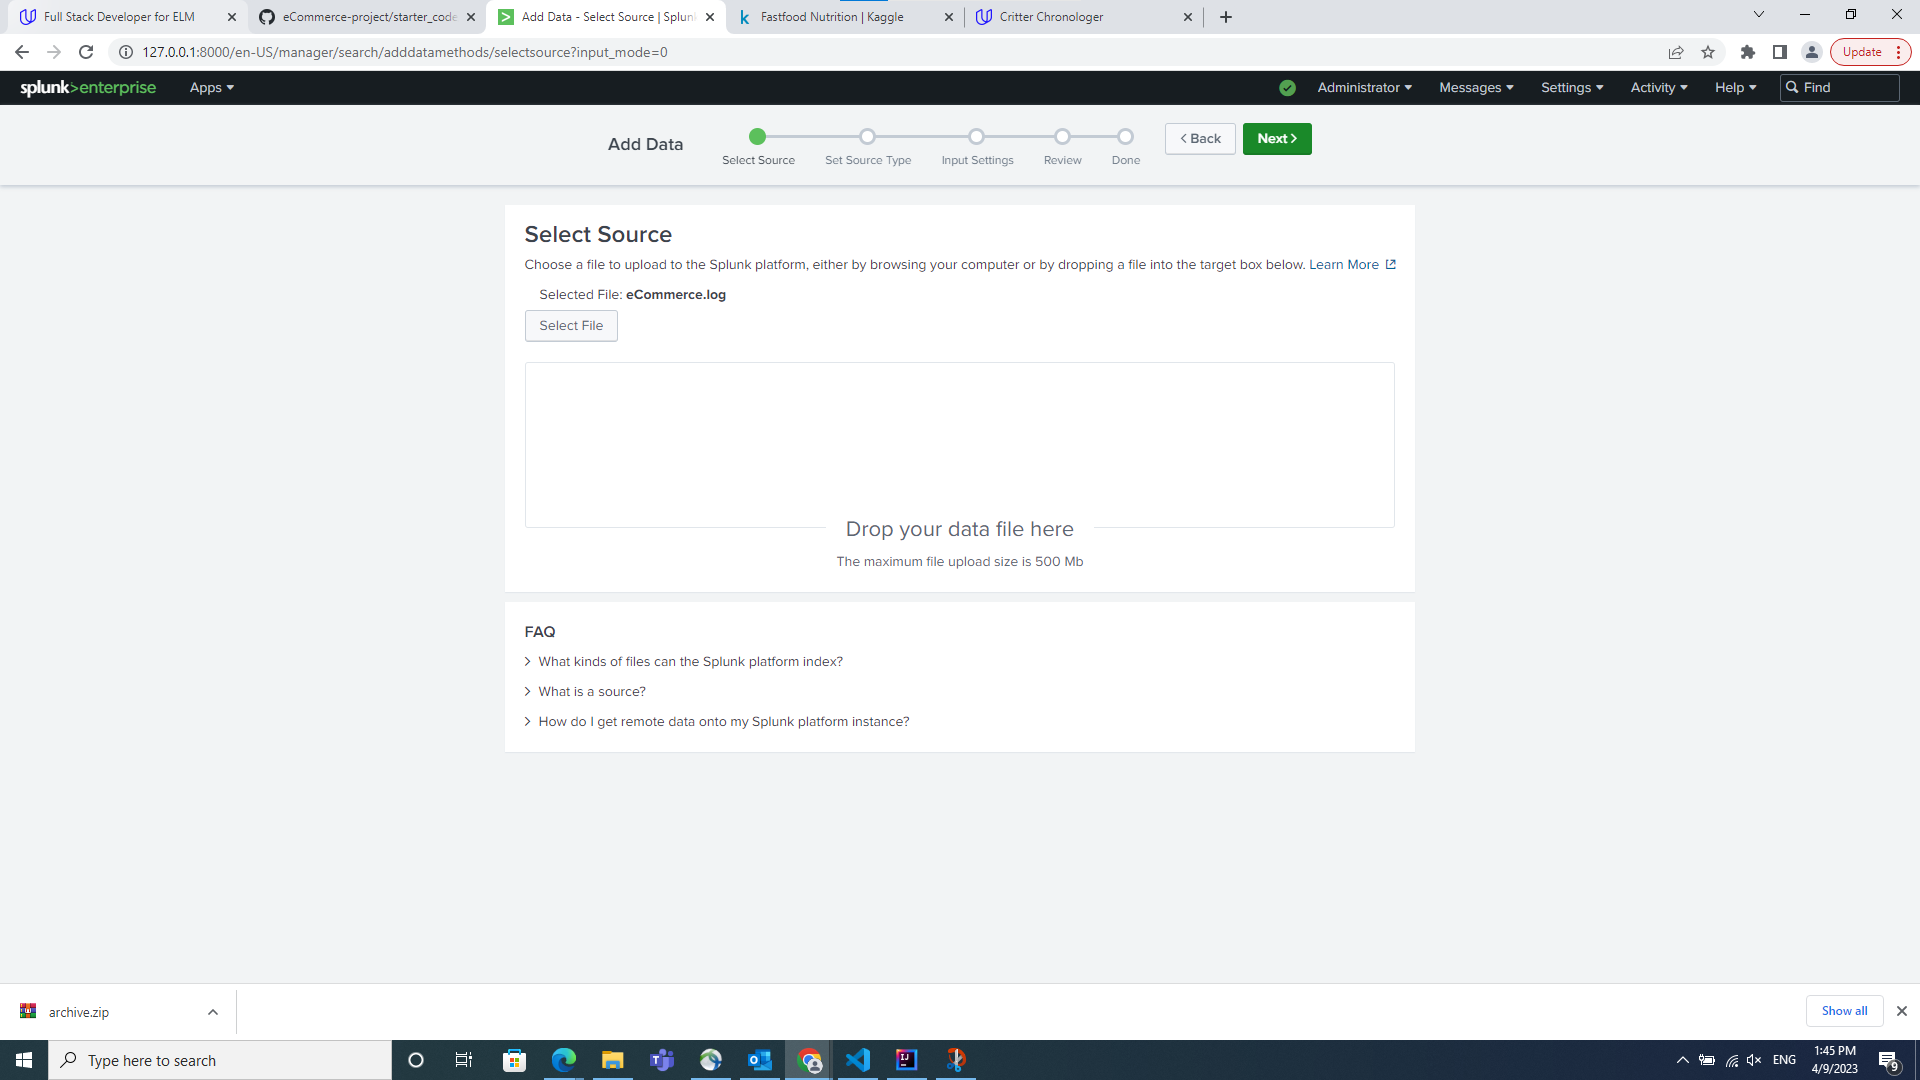 Full Stack Developer for ELM
eCommerce-project/starter_code
Add Data - Select Source | Splunk
Fastfood Nutrition | Kaggle
Critter Chronologer
127.0.0.1:8000/en-US/manager/search/adddatamethods/selectsource?input_mode=0
Update
splunk>enterprise
Apps
Administrator
Messages
Settings
Activity
Help
Find
Add Data
Select Source
Set Source Type
Input Settings
Review
Done
< Back
Next >
Select Source
Choose a file to upload to the Splunk platform, either by browsing your computer or by dropping a file into the target box below. Learn More
Selected File: eCommerce.log
Select File
Drop your data file here
The maximum file upload size is 500 Mb
FAQ
> What kinds of files can the Splunk platform index?
> What is a source?
> How do I get remote data onto my Splunk platform instance?
archive.zip
Show all
Type here to search
ENG
1:45 PM
4/9/2023
9